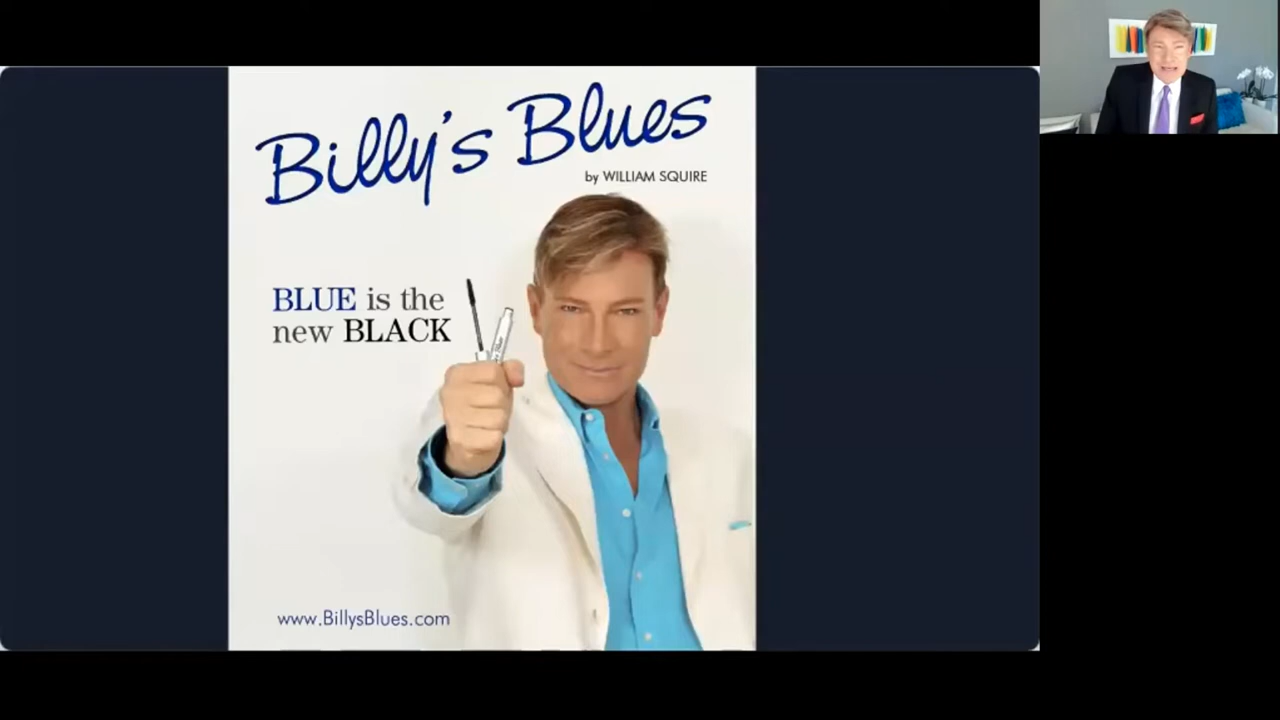 Billy's Blues
by WILLIAM SQUIRE
BLUE is the
new BLACK
www.BillysBlues.com